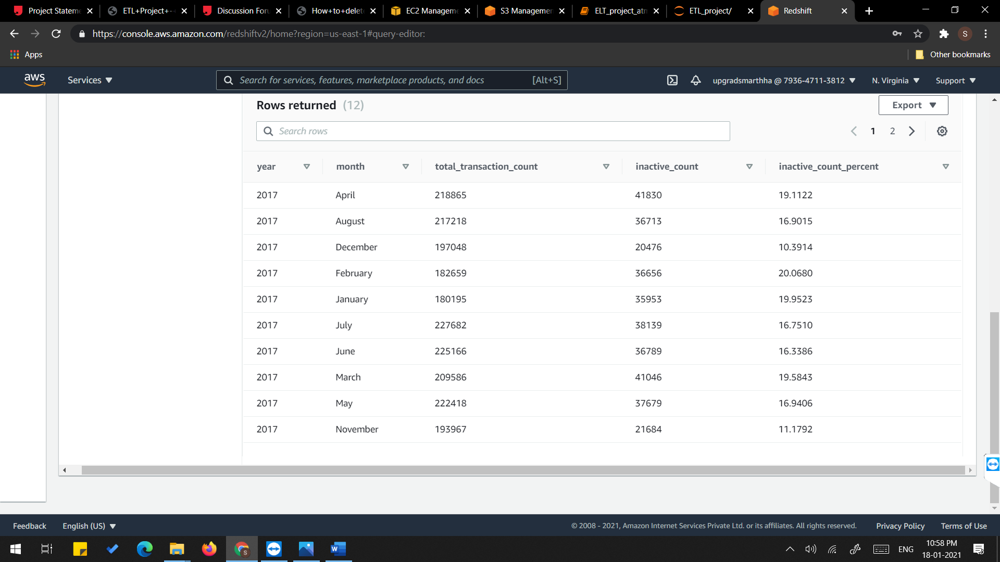 Project Stateme ETL+Project+-+ Discussion Foru How+to+delet EC2 Manageme S3 Managemen ELT_project_atm ETL_project/ Redshift
https://console.aws.amazon.com/redshiftv2/home?region=us-east-1#query-editor: S
Apps Other bookmarks
aws Services Search for services, features, marketplace products, and docs [Alt+S] upgradsmarthha @ 7936-4711-3812 N. Virginia Support
Rows returned (12) Export
Search rows 1 2
year month total_transaction_count inactive_count inactive_count_percent
2017 April 218865 41830 19.1122
2017 August 217218 36713 16.9015
2017 December 197048 20476 10.3914
2017 February 182659 36656 20.0680
2017 January 180195 35953 19.9523
2017 July 227682 38139 16.7510
2017 June 225166 36789 16.3386
2017 March 209586 41046 19.5843
2017 May 222418 37679 16.9406
2017 November 193967 21684 11.1792
Feedback English (US) © 2008 - 2021, Amazon Internet Services Private Ltd. or its affiliates. All rights reserved. Privacy Policy Terms of Use
ENG 10:58 PM
18-01-2021